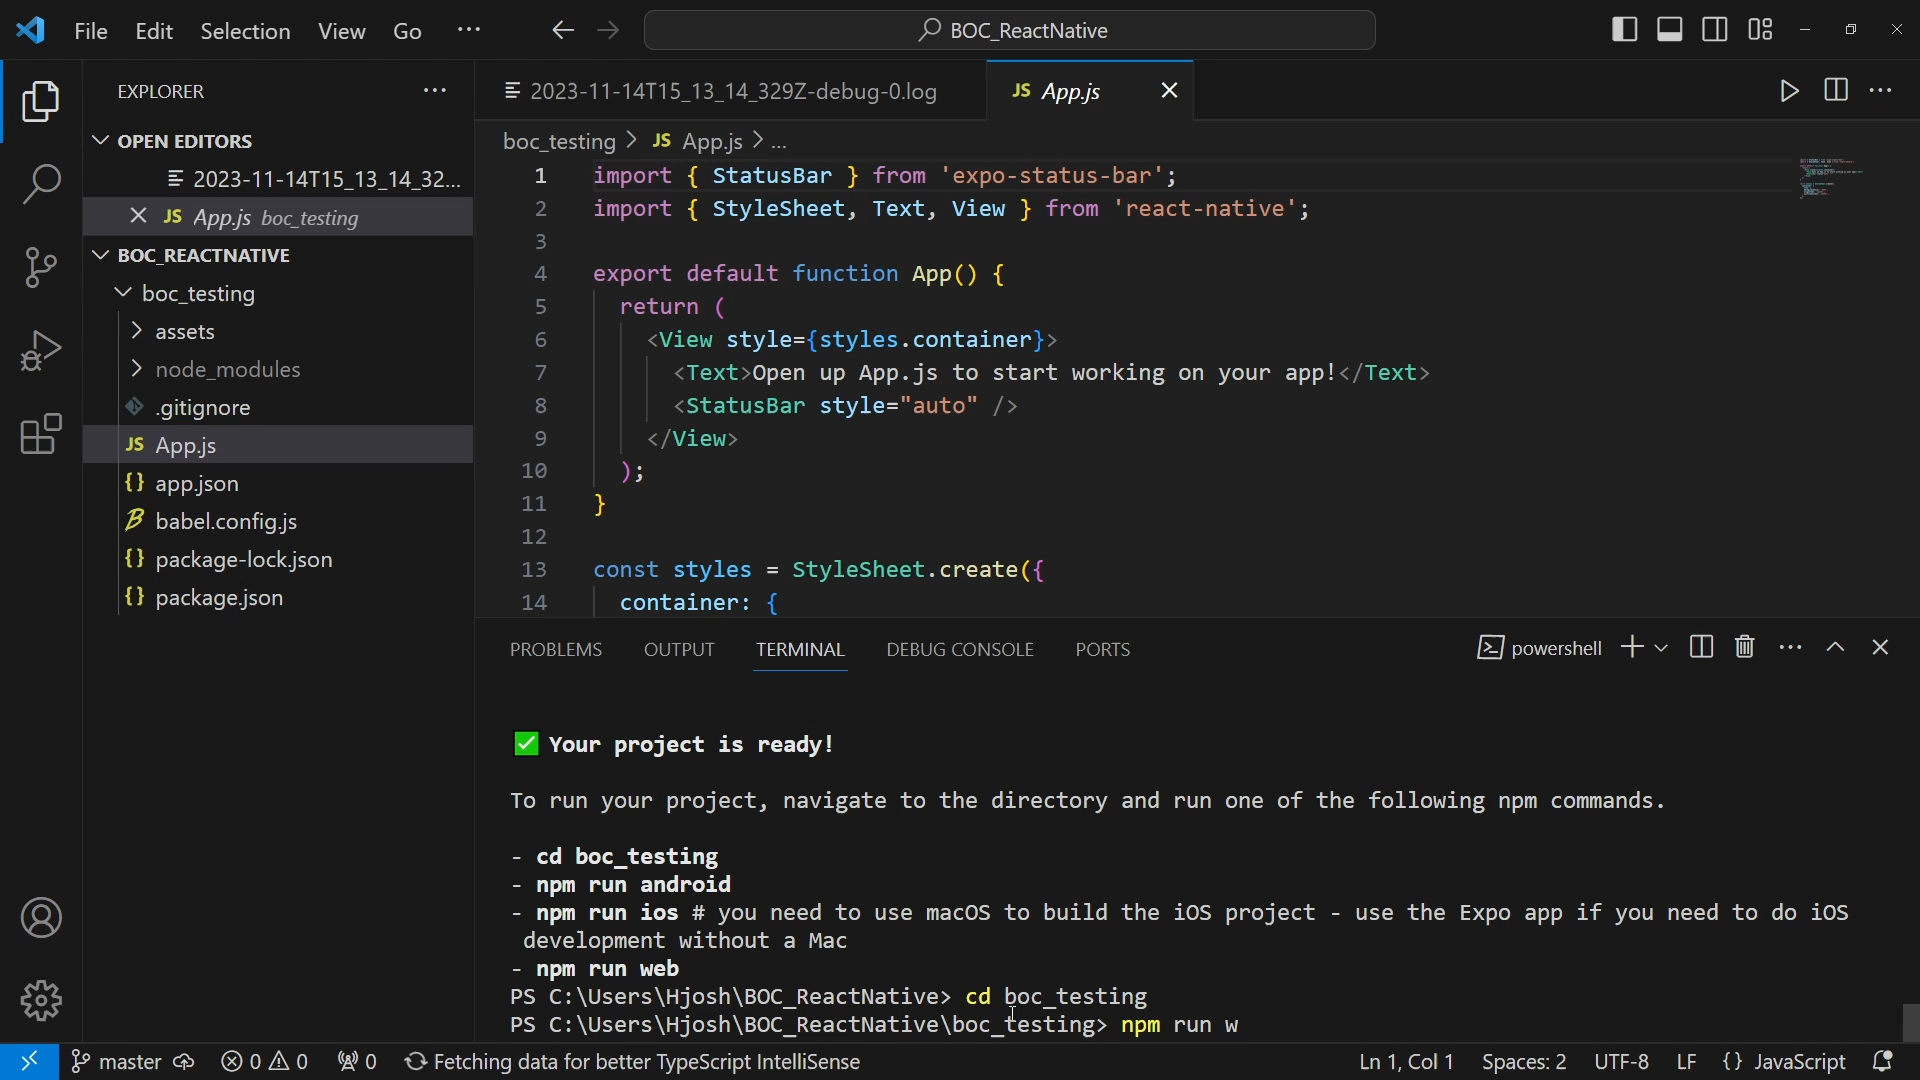 File Edit Selection View Go ··· BOC_ReactNative
EXPLORER ···
OPEN EDITORS
2023-11-14T15_13_14_32...
JS App.js boc_testing
BOC_REACTNATIVE
boc_testing
assets
node_modules
.gitignore
JS App.js
{} app.json
babel.config.js
{} package-lock.json
{} package.json
2023-11-14T15_13_14_329Z-debug-0.log JS App.js
boc_testing > JS App.js > ...
1 import { StatusBar } from 'expo-status-bar';
2 import { StyleSheet, Text, View } from 'react-native';
3
4 export default function App() {
5 return (
6 <View style={styles.container}>
7 <Text>Open up App.js to start working on your app!</Text>
8 <StatusBar style="auto" />
9 </View>
10 );
11 }
12
13 const styles = StyleSheet.create({
14 container: {
PROBLEMS OUTPUT TERMINAL DEBUG CONSOLE PORTS powershell
✅ Your project is ready!
To run your project, navigate to the directory and run one of the following npm commands.
- cd boc_testing
- npm run android
- npm run ios # you need to use macOS to build the iOS project - use the Expo app if you need to do iOS
development without a Mac
- npm run web
PS C:\Users\Hjosh\BOC_ReactNative> cd boc_testing
PS C:\Users\Hjosh\BOC_ReactNative\boc_testing> npm run w
master 0 0 0 Fetching data for better TypeScript IntelliSense Ln 1, Col 1 Spaces: 2 UTF-8 LF {} JavaScript